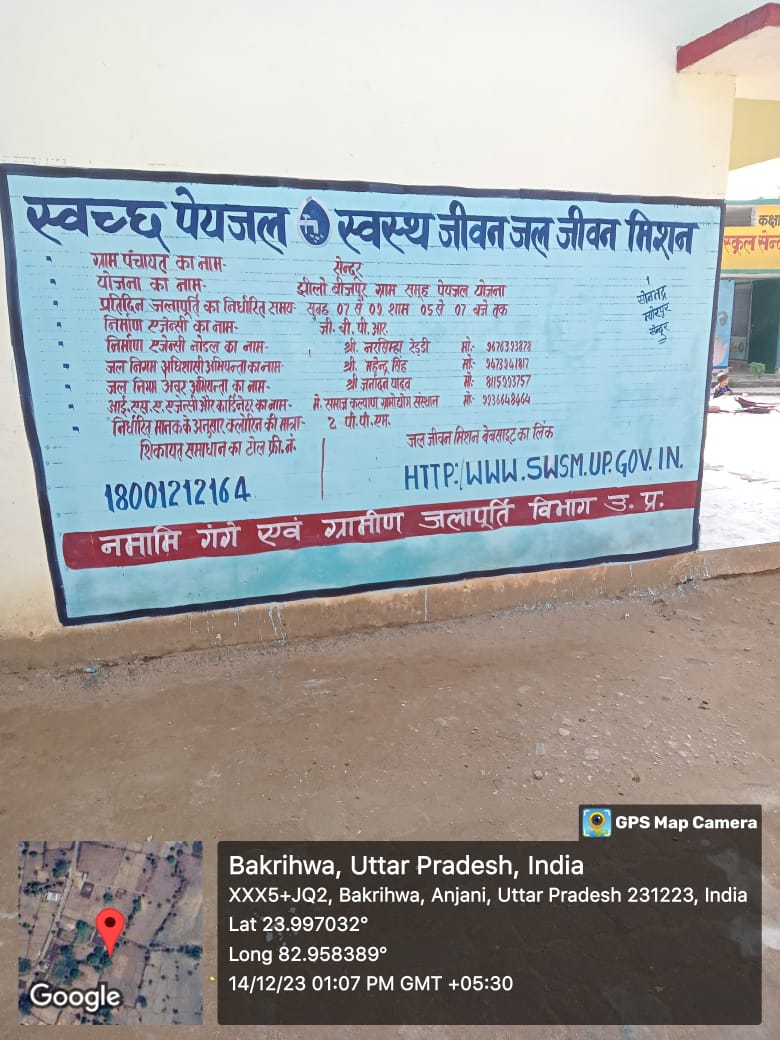 स्वच्छ पेयजल स्वस्थ जीवन जल जीवन मिशन
ग्राम पंचायत का नाम- सेन्दूर
योजना का नाम- झीलो बीजपुर ग्राम समूह पेयजल योजना
प्रतिदिन जलापूर्ति का निर्धारित समय- सुबह 07 से 09 शाम 05 से 07 बजे तक
निर्माण एजेन्सी का नाम- जी. वी. पी. आर.
निर्माण एजेंसी नोडल का नाम- श्री. नरसिम्हा रेड्डी मो:-
जल निगम अधिशासी अभियन्ता का नाम- श्री. महेन्द्र सिंह मो:- 9473941817
जल निगम अवर अभियन्ता का नाम- श्री जनार्दन यादव मो:- 8115993757
आई. एस. ए. एजेन्सी और कार्डिनेटर का नाम- मे. समाज कल्याण ग्रामोद्योग संस्थान मो:-
निर्धारित मानक के अनुसार क्लोरिन की मात्रा- 2 पी. पी. एम.
शिकायत समाधान का टोल फ्री. नं.
18001212164
जल जीवन मिशन वेबसाइट का लिंक
HTTP:/WWW.SWSM.UP.GOV.IN.
नमामि गंगे एवं ग्रामीण जलापूर्ति विभाग उ. प्र.
सोनभद्र
म्योरपुर
सेन्दूर
कक्षा
GPS Map Camera
Bakrihwa, Uttar Pradesh, India
XXX5+JQ2, Bakrihwa, Anjani, Uttar Pradesh 231223, India
Lat 23.997032°
Long 82.958389°
14/12/23 01:07 PM GMT +05:30
Google